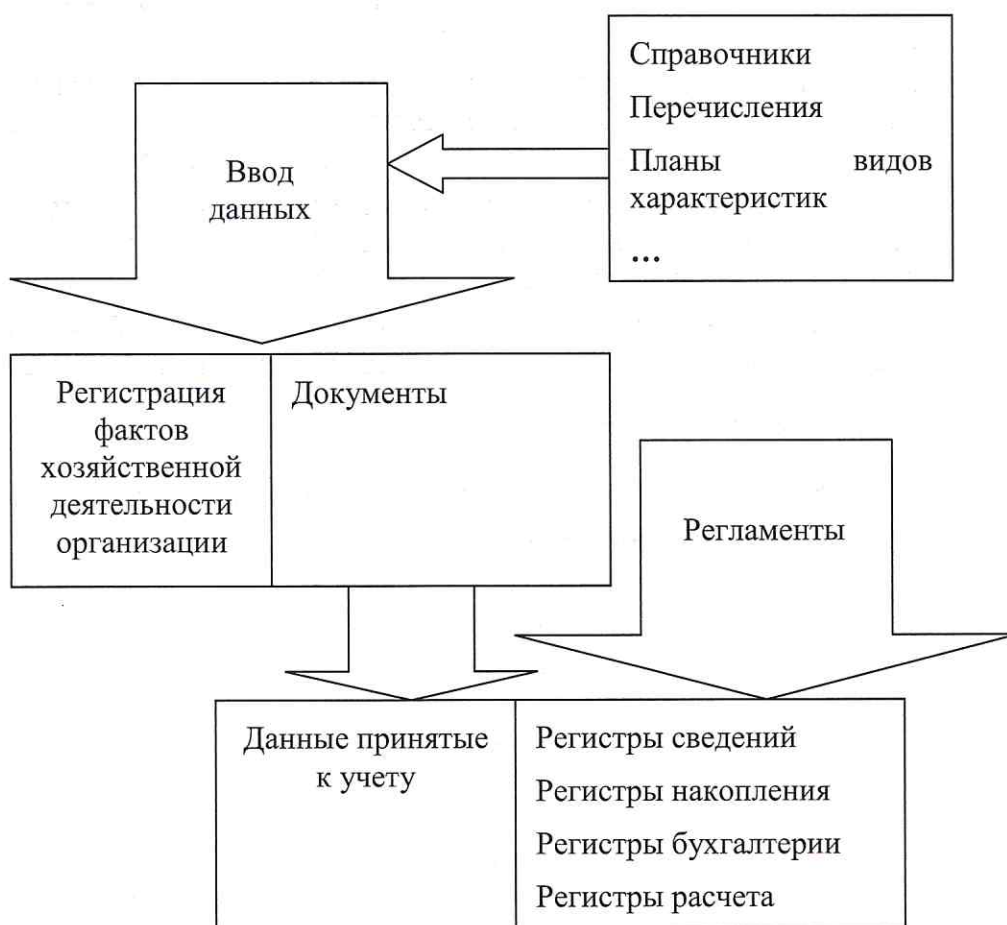 Справочники
Перечисления
Планы видов
характеристик
...
Ввод
данных
Регистрация
фактов
хозяйственной
деятельности
организации
Документы
Регламенты
Данные принятые
к учету
Регистры сведений
Регистры накопления
Регистры бухгалтерии
Регистры расчета